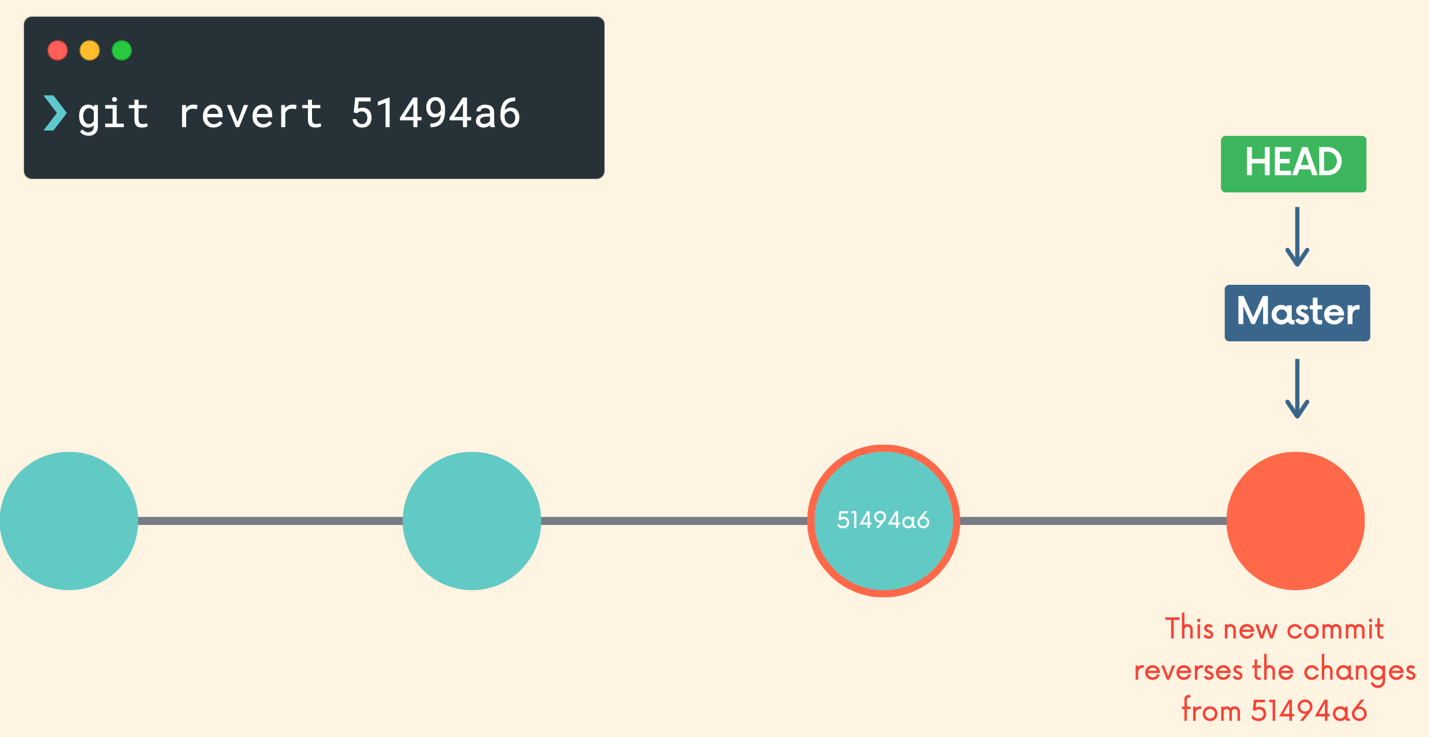 ❯ git revert 51494a6
HEAD
Master
51494a6
This new commit
reverses the changes
from 51494a6